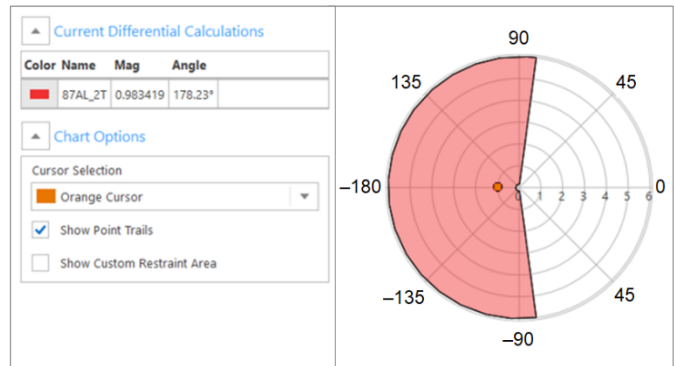 Current Differential Calculations
Color Name Mag Angle
87AL_2T 0.983419 178.23°
Chart Options
Cursor Selection
Orange Cursor
Show Point Trails
Show Custom Restraint Area
90
135 45
–180 0
0 1 2 3 4 5 6
–135 45
–90